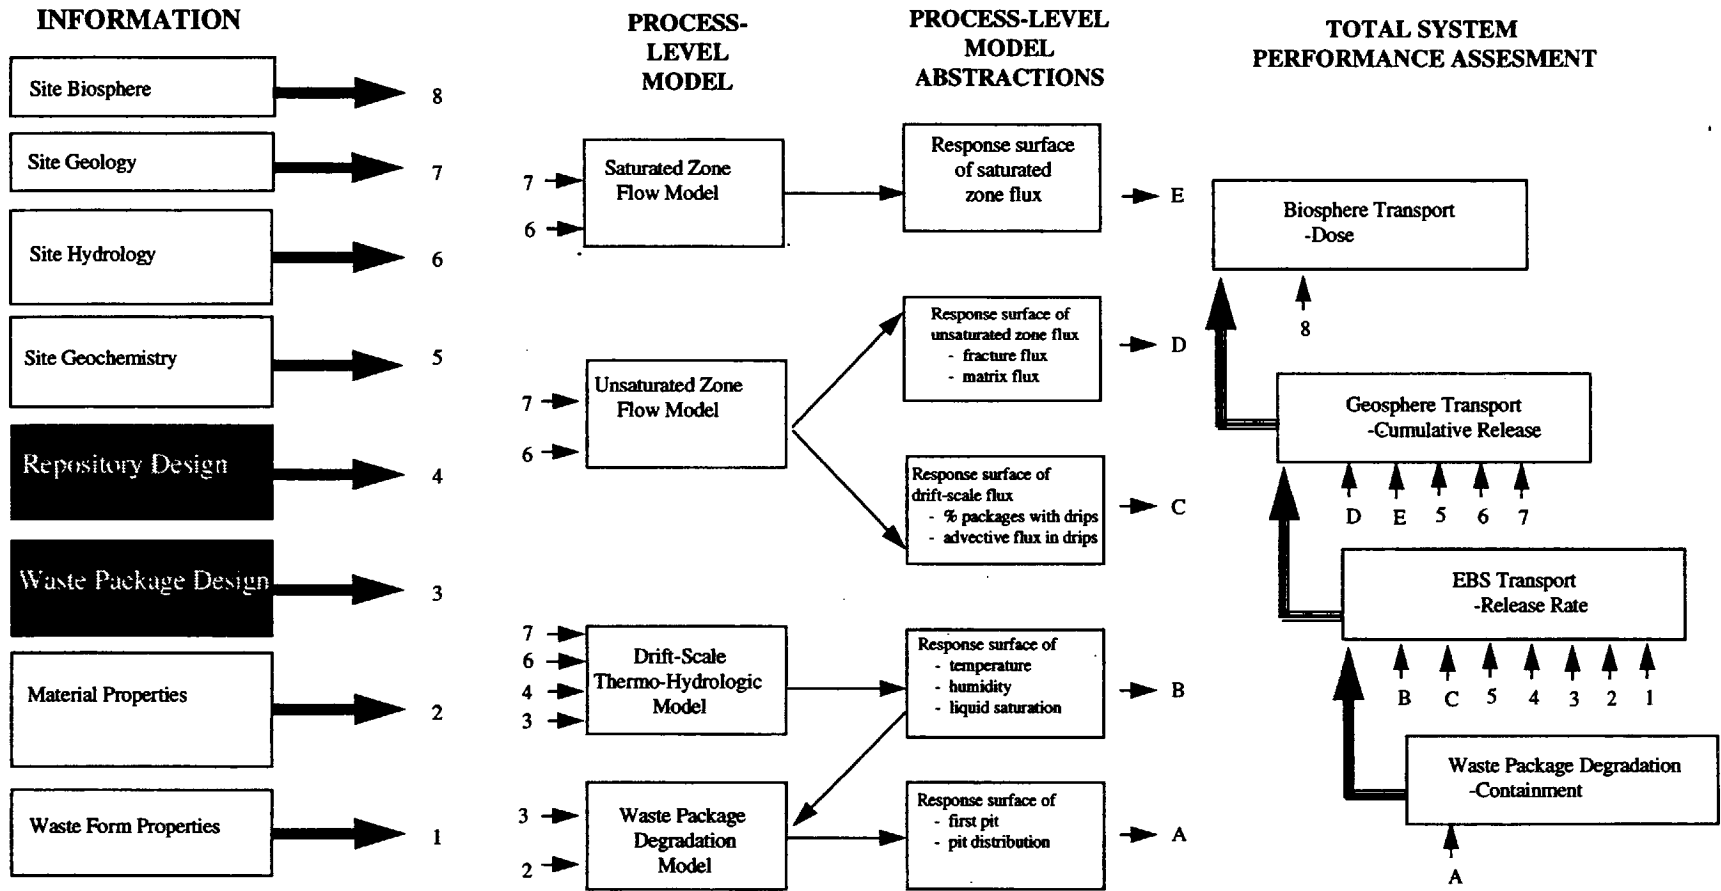 INFORMATION
Site Biosphere
8
Site Geology
7
Site Hydrology
6
Site Geochemistry
5
Repository Design
4
Waste Package Design
3
Material Properties
2
Waste Form Properties
1
PROCESS-
LEVEL
MODEL
7
6
Saturated Zone
Flow Model
7
6
Unsaturated Zone
Flow Model
7
6
4
3
Drift-Scale
Thermo-Hydrologic
Model
3
2
Waste Package
Degradation
Model
PROCESS-LEVEL
MODEL
ABSTRACTIONS
Response surface
of saturated
zone flux
E
Response surface of
unsaturated zone flux
- fracture flux
- matrix flux
D
Response surface of
drift-scale flux
- % packages with drips
- advective flux in drips
C
Response surface of
- temperature
- humidity
- liquid saturation
B
Response surface of
- first pit
- pit distribution
A
TOTAL SYSTEM
PERFORMANCE ASSESMENT
Biosphere Transport
-Dose
8
Geosphere Transport
-Cumulative Release
D E 5 6 7
EBS Transport
-Release Rate
B C 5 4 3 2 1
Waste Package Degradation
-Containment
A